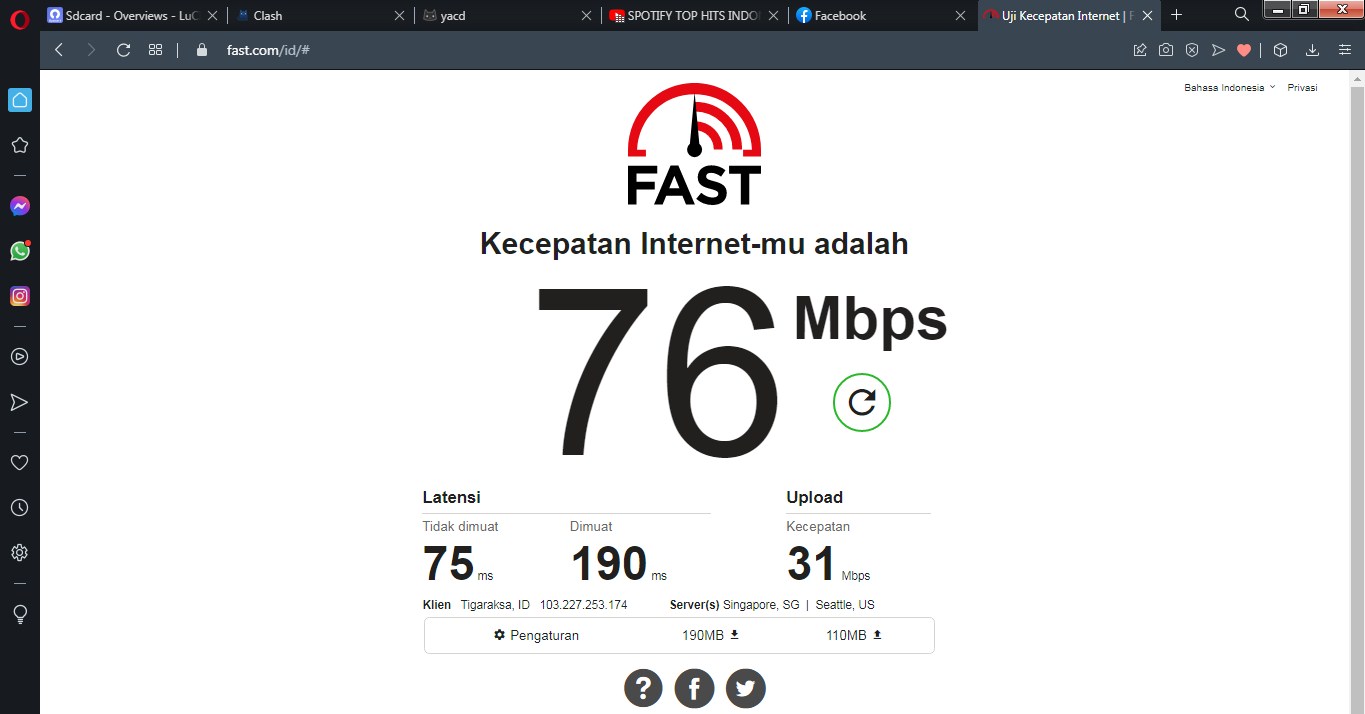 Sdcard - Overviews - LuC
Clash
yacd
SPOTIFY TOP HITS INDO
Facebook
Uji Kecepatan Internet | F
fast.com/id/#
Bahasa Indonesia
Privasi
FAST
Kecepatan Internet-mu adalah
76 Mbps
Latensi
Upload
Tidak dimuat
Dimuat
Kecepatan
75 ms
190 ms
31 Mbps
Klien Tigaraksa, ID 103.227.253.174 Server(s) Singapore, SG | Seattle, US
Pengaturan 190MB 110MB